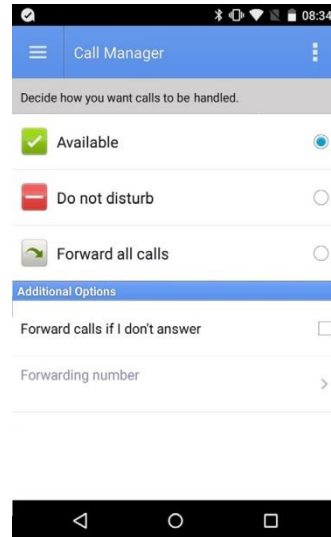 08:34
Call Manager
Decide how you want calls to be handled.
Available
Do not disturb
Forward all calls
Additional Options
Forward calls if I don't answer
Forwarding number